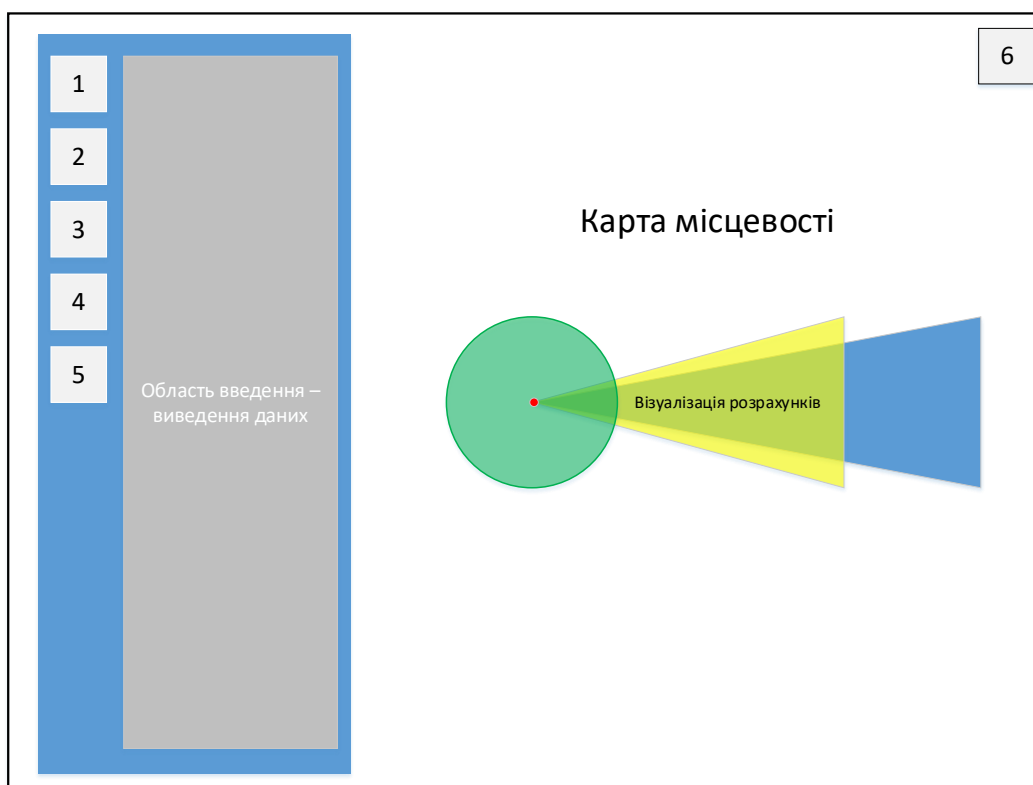 1
2
3
4
5
Область введення –
виведення даних
6
Карта місцевості
Візуалізація розрахунків